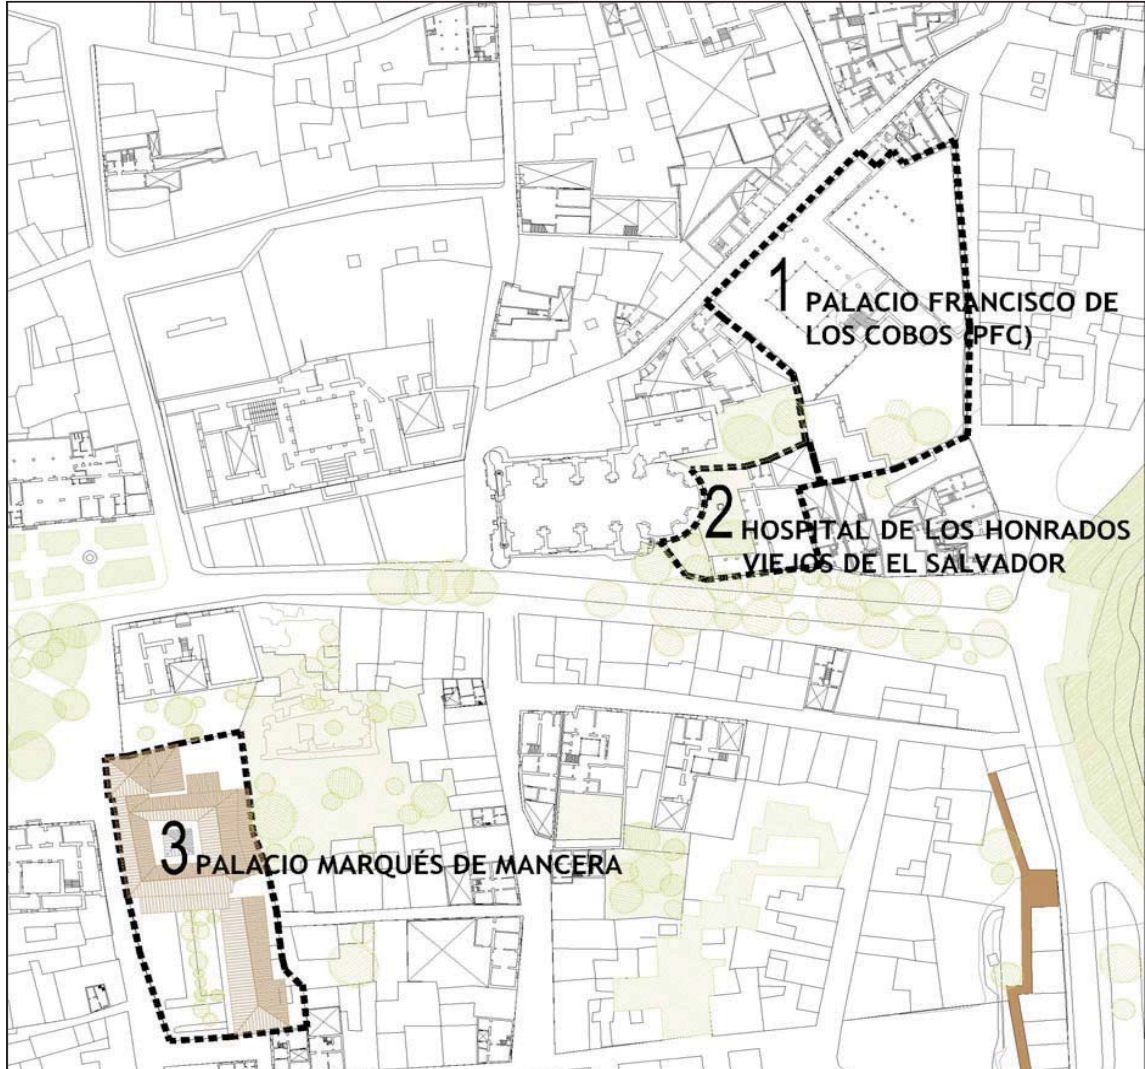 1 PALACIO FRANCISCO DE
LOS COBOS (PFC)
2 HOSPITAL DE LOS HONRADOS
VIEJOS DE EL SALVADOR
3 PALACIO MARQUÉS DE MANCERA